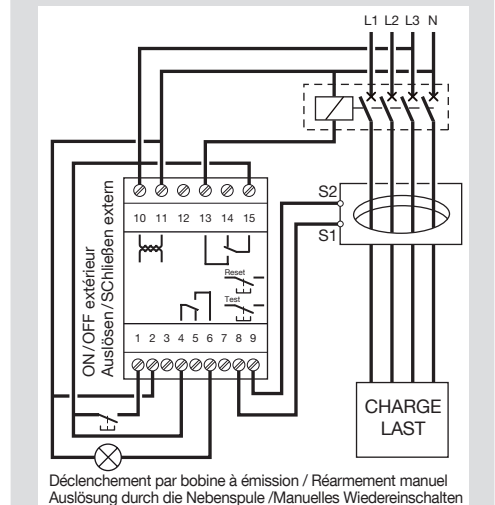 L1 L2 L3 N
S2
S1
10 11 12 13 14 15
Reset
Test
1 2 3 4 5 6 7 8 9
ON/OFF extérieur
Auslösen/SChließen extern
CHARGE
LAST
Déclenchement par bobine à émission / Réarmement manuel
Auslösung durch die Nebenspule /Manuelles Wiedereinschalten